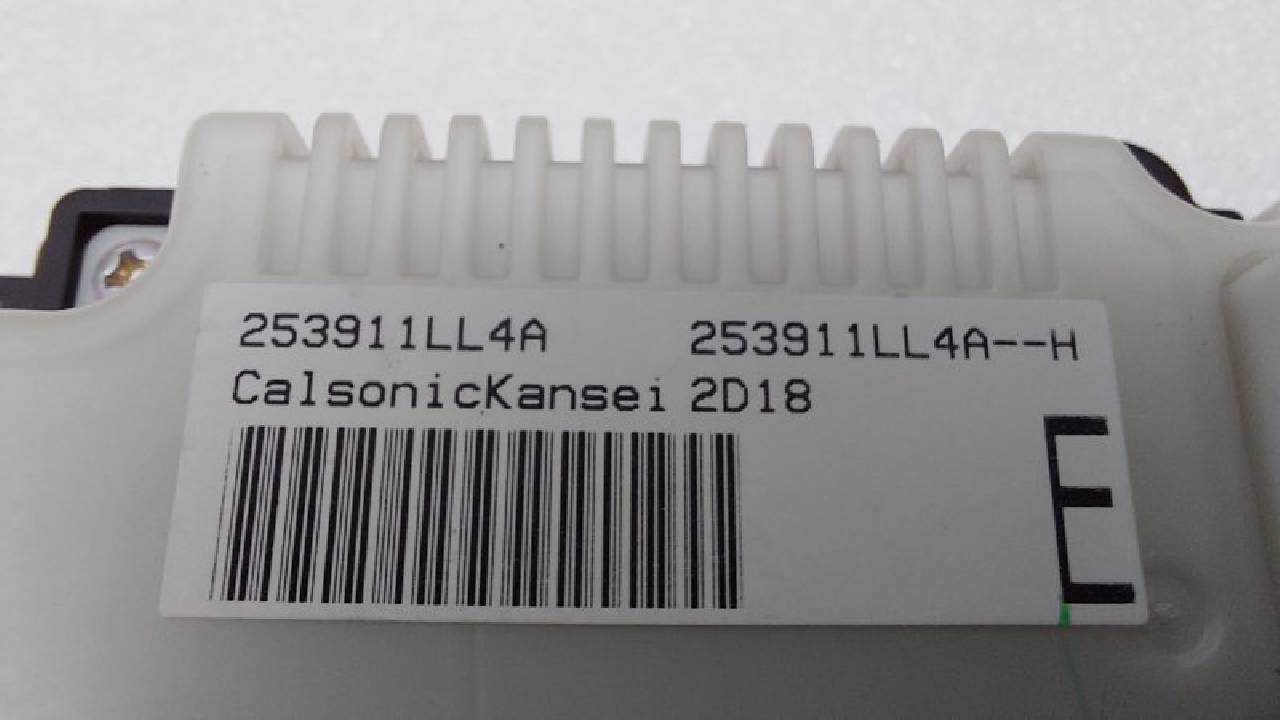 253911LL4A 253911LL4A--H
CalsonicKansei 2D18
E